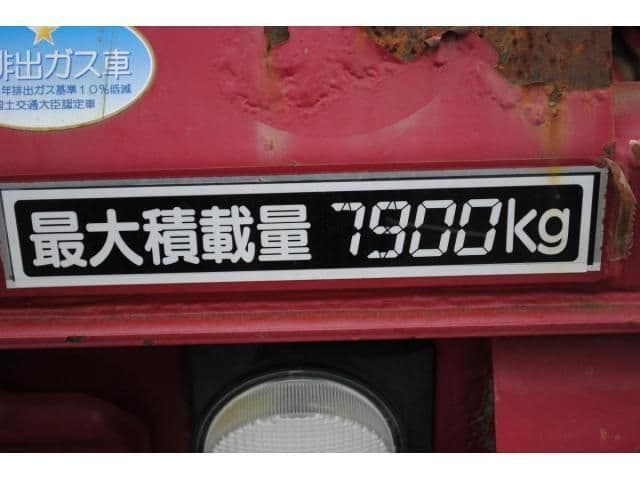 排出ガス車
年排出ガス基準10%低減
国土交通大臣認定車
最大積載量 7900kg